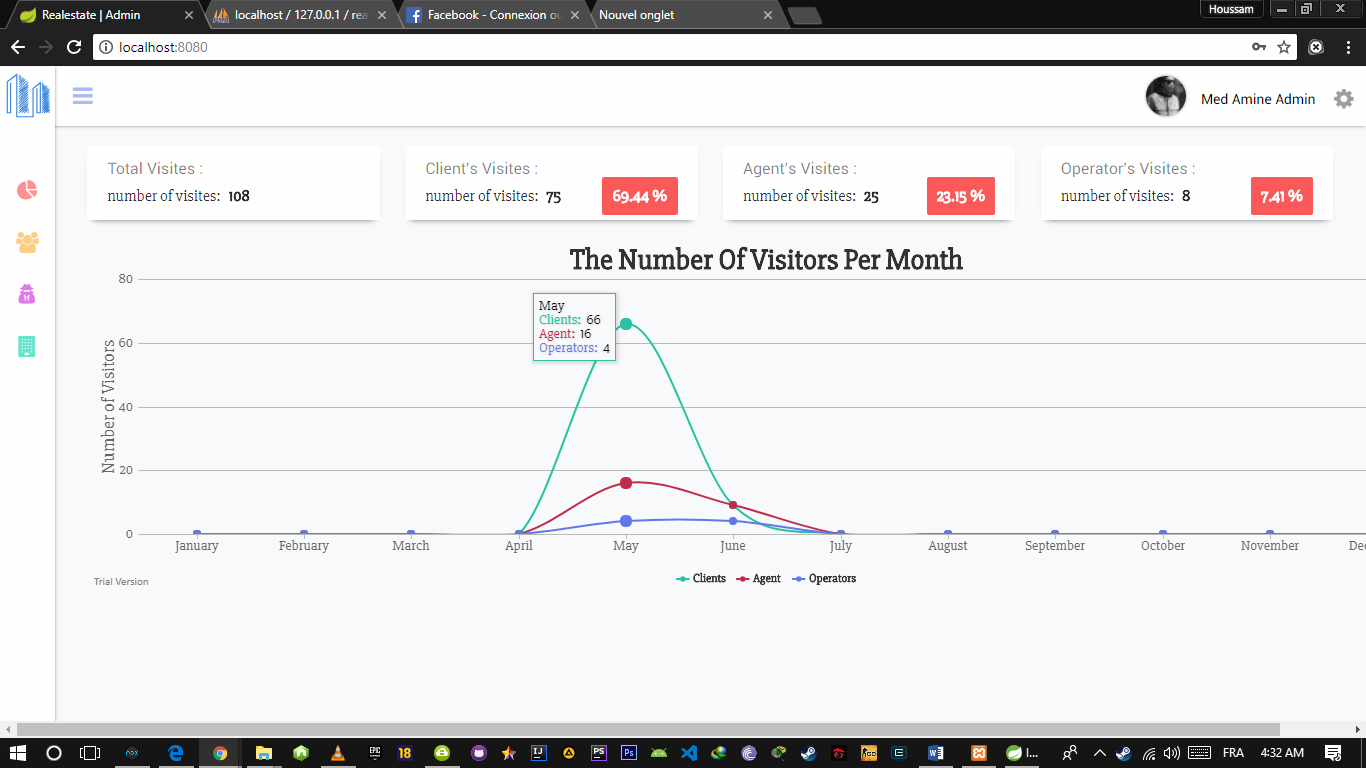 Houssam
Realestate | Admin
localhost / 127.0.0.1 / rea
Facebook - Connexion ou
Nouvel onglet
localhost:8080
Med Amine Admin
Total Visites :
number of visites: 108
Client's Visites :
number of visites: 75 69.44 %
Agent's Visites :
number of visites: 25 23.15 %
Operator's Visites :
number of visites: 8 7.41 %
The Number Of Visitors Per Month
Number of Visitors
80
60
40
20
0
May
Clients: 66
Agent: 16
Operators: 4
January February March April May June July August September October November Dec
Trial Version
Clients Agent Operators
FRA 4:32 AM